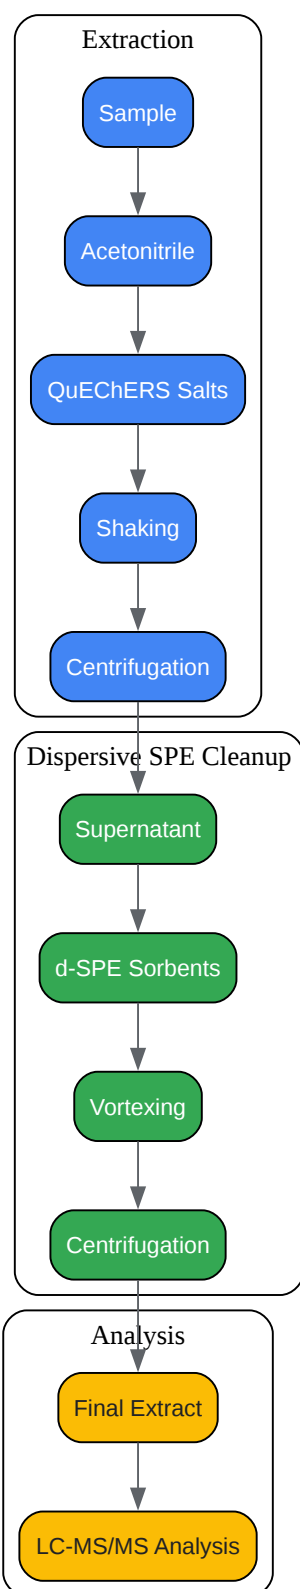 Extraction
Sample
Acetonitrile
QuEChERS Salts
Shaking
Centrifugation
Dispersive SPE Cleanup
Supernatant
d-SPE Sorbents
Vortexing
Centrifugation
Analysis
Final Extract
LC-MS/MS Analysis